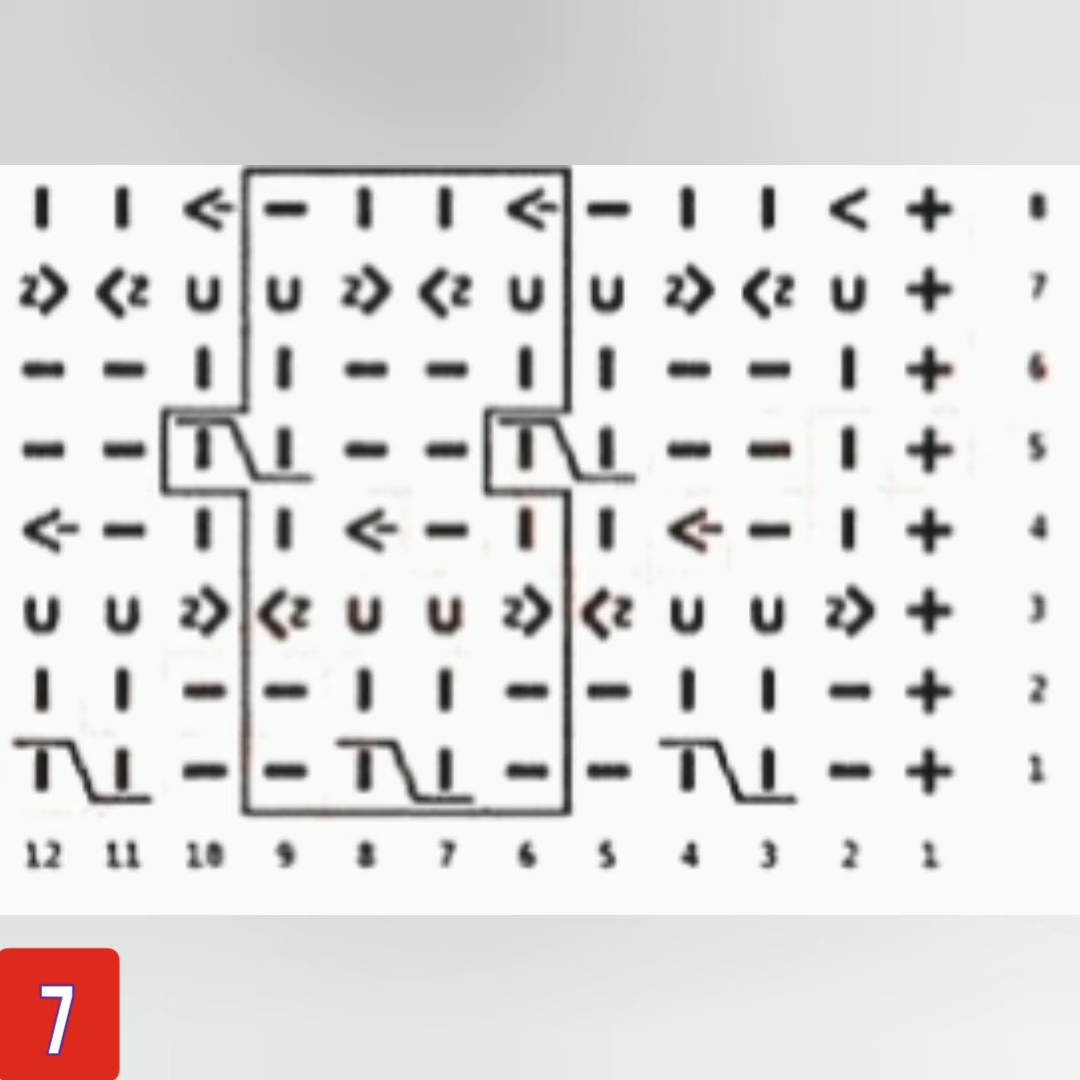 | | <- - | | <- - | | < + 8
2> <2 U U 2> <2 U U 2> <2 U + 7
- - | | - - | | - - | + 6
- - | | - - | | - - | + 5
<- - | | <- - | | <- - | + 4
U U 2> <2 U U 2> <2 U U 2> + 3
| | - - | | - - | | - + 2
| | - - | | - - | | - + 1
12 11 10 9 8 7 6 5 4 3 2 1
7